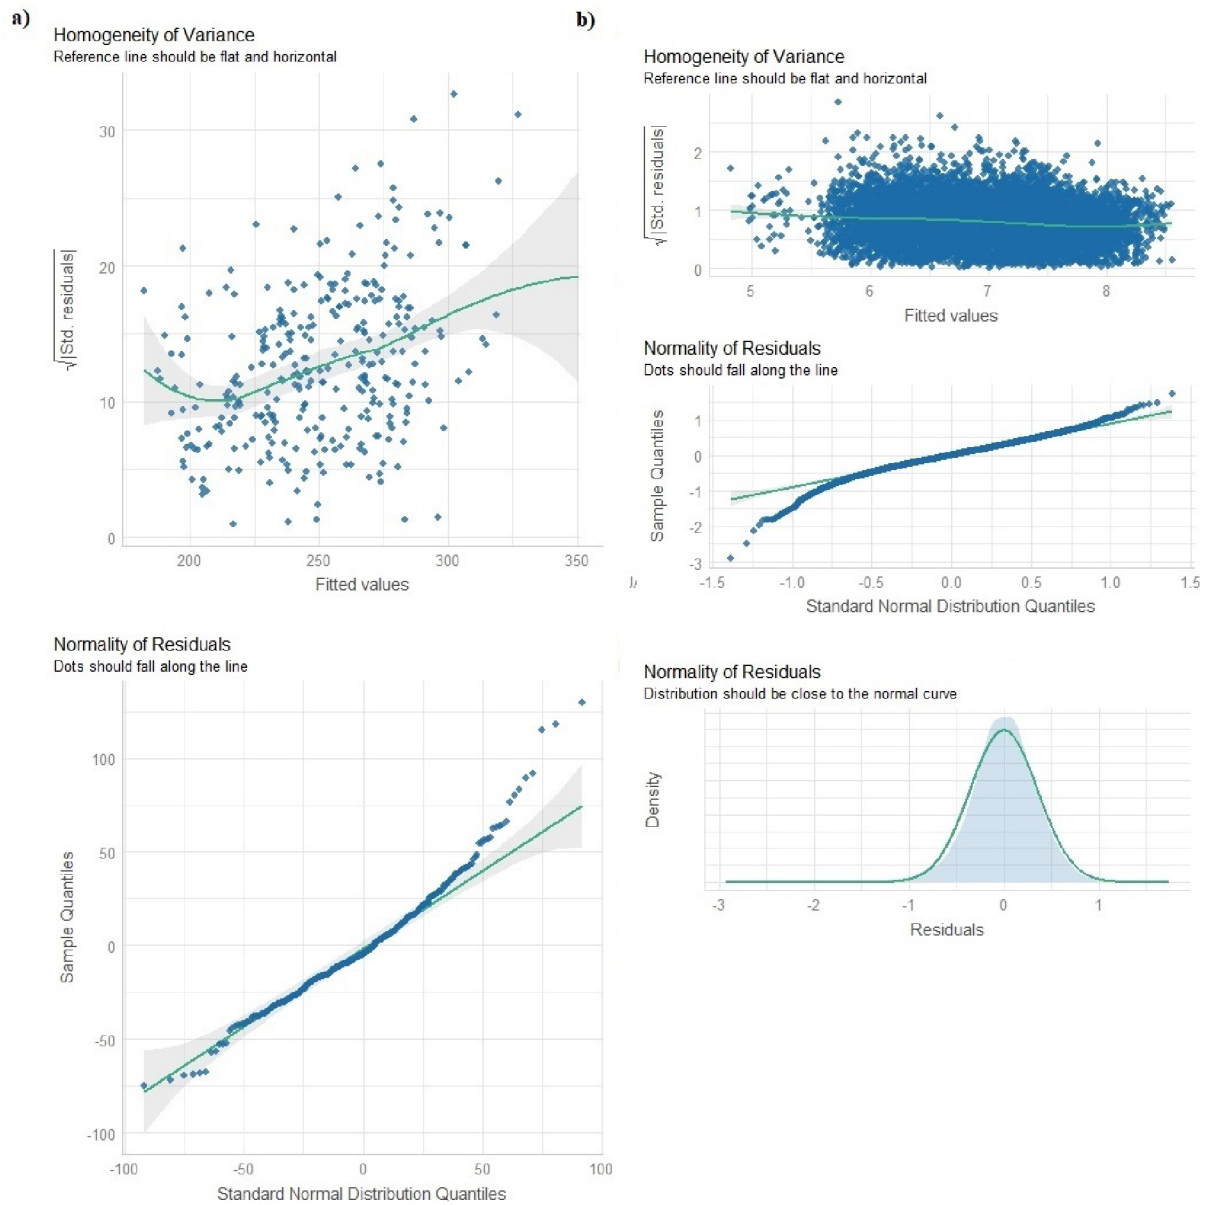 a)
Homogeneity of Variance
Reference line should be flat and horizontal
√|Std. residuals|
30
20
10
0
200
250
300
350
Fitted values
Normality of Residuals
Dots should fall along the line
Sample Quantiles
100
50
0
-50
-100
-100
-50
0
50
100
Standard Normal Distribution Quantiles
b)
Homogeneity of Variance
Reference line should be flat and horizontal
√|Std. residuals|
2
1
0
5
6
7
8
Fitted values
Normality of Residuals
Dots should fall along the line
Sample Quantiles
1
0
-1
-2
-3
-1.5
-1.0
-0.5
0.0
0.5
1.0
1.5
Standard Normal Distribution Quantiles
Normality of Residuals
Distribution should be close to the normal curve
Density
-3
-2
-1
0
1
Residuals